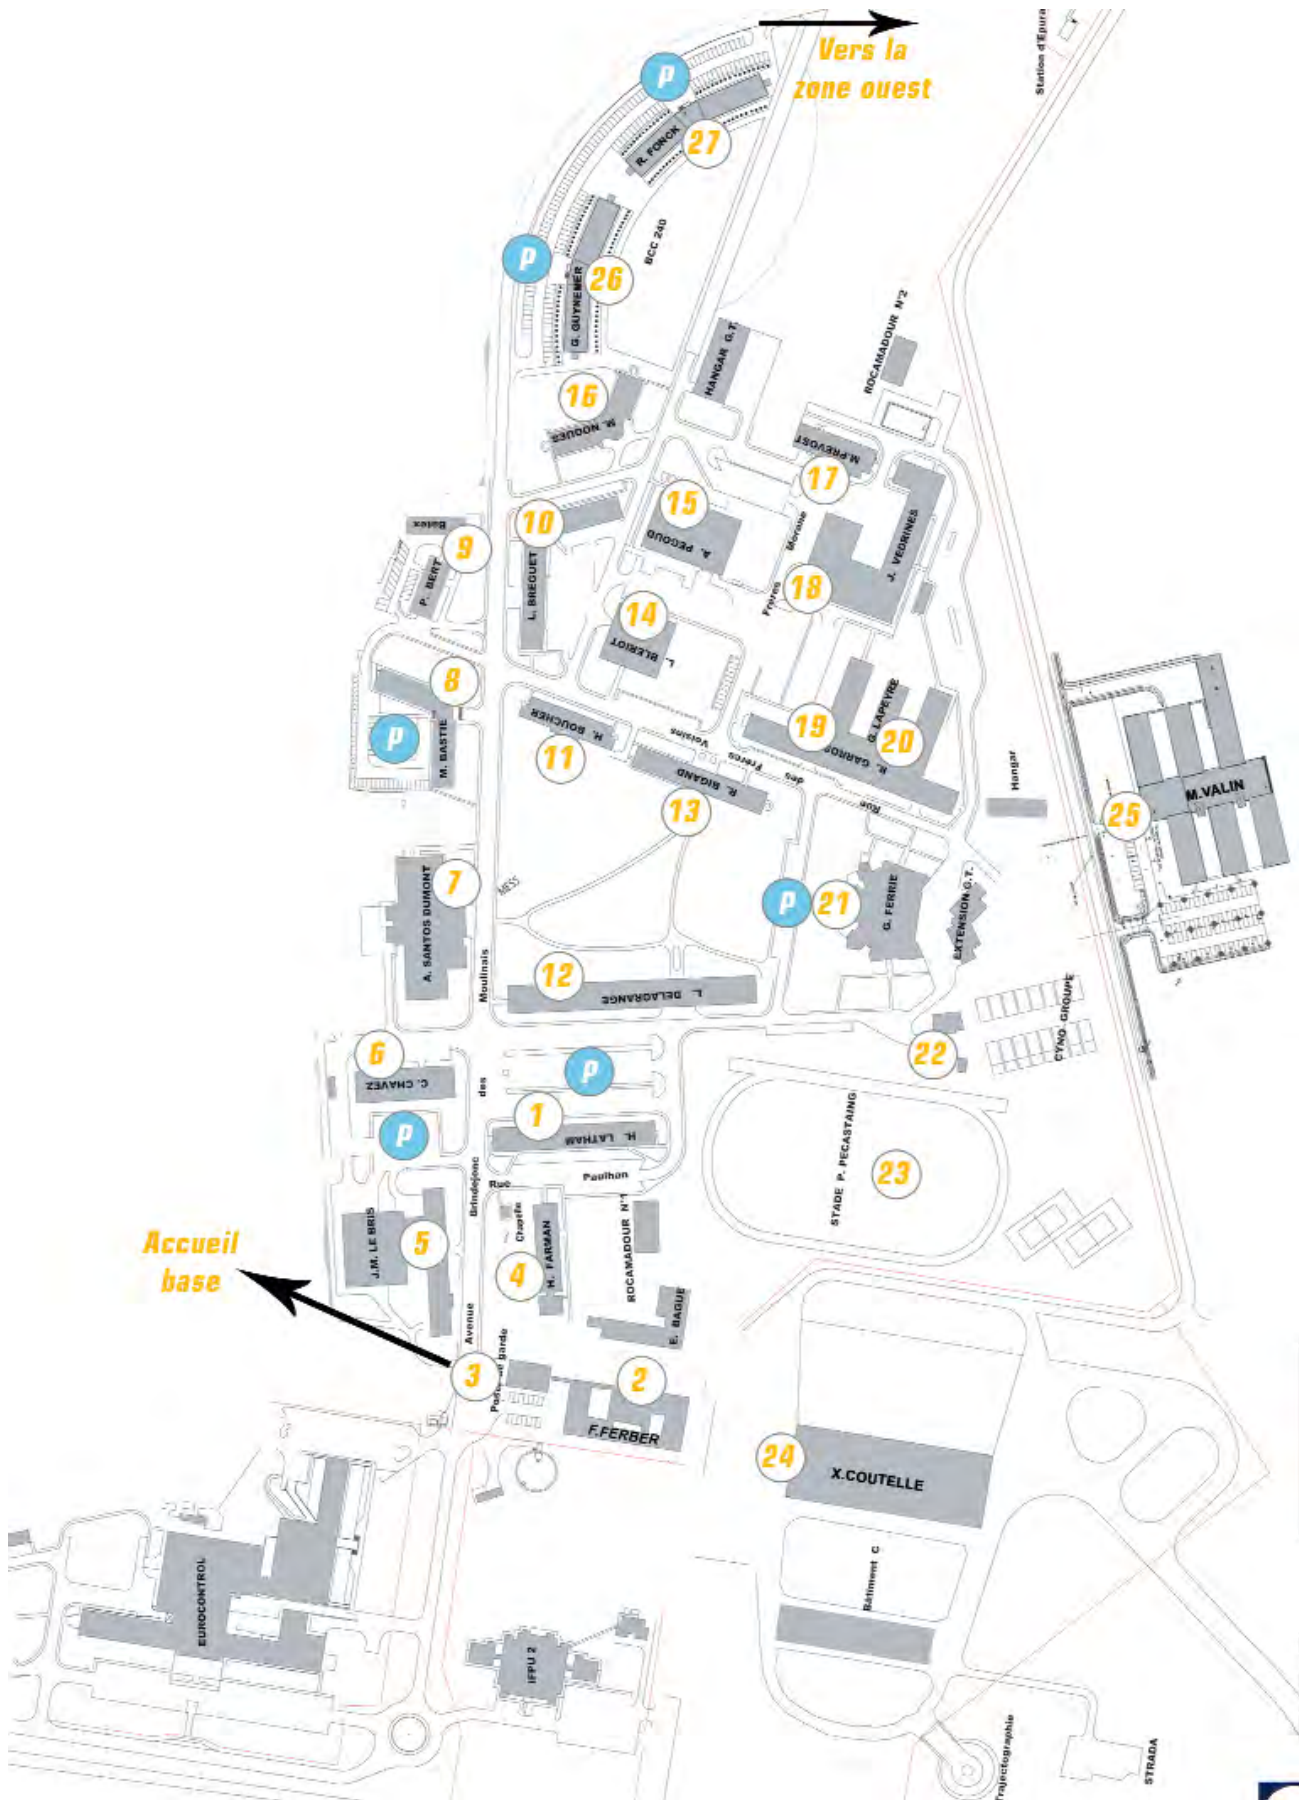 Vers la
zone ouest
Station d'Epura
P
R. FONCK
27
P
G. GUYNEMER
26
BCC 240
HANGAR G.T.
ROCAMADOUR N°2
16
M. NOGUES
M.PREVOST
17
15
A. PEGOUD
10
L. BREGUET
Batex
9
P. BERT
Frères Morane
18
J. VEDRINES
14
L. BLERIOT
8
M. BASTIE
P
11
H. BOUCHER
13
R. BIGAND
Rue des Frères Voisins
19
R. GARROS
G. LAPEYRE
20
Hangar
M.VALIN
25
7
A. SANTOS DUMONT
MESS
P
21
G. FERRIE
EXTENSION G.T.
12
L. DELAGRANGE
22
CYNO GROUPE
6
C. CHAVEZ
P
P
1
H. LATHAM
Rue Paulhan
Avenue Brindejonc des Moulinais
STADE P. PECASTAING
23
Accueil
base
J.M. LE BRIS
5
Chapelle
4
H. FARMAN
ROCAMADOUR N°1
E. BAGUE
3
Poste de garde
2
F.FERBER
24
X.COUTELLE
Bâtiment C
EUROCONTROL
IFPU 2
Trajectographie
STRADA